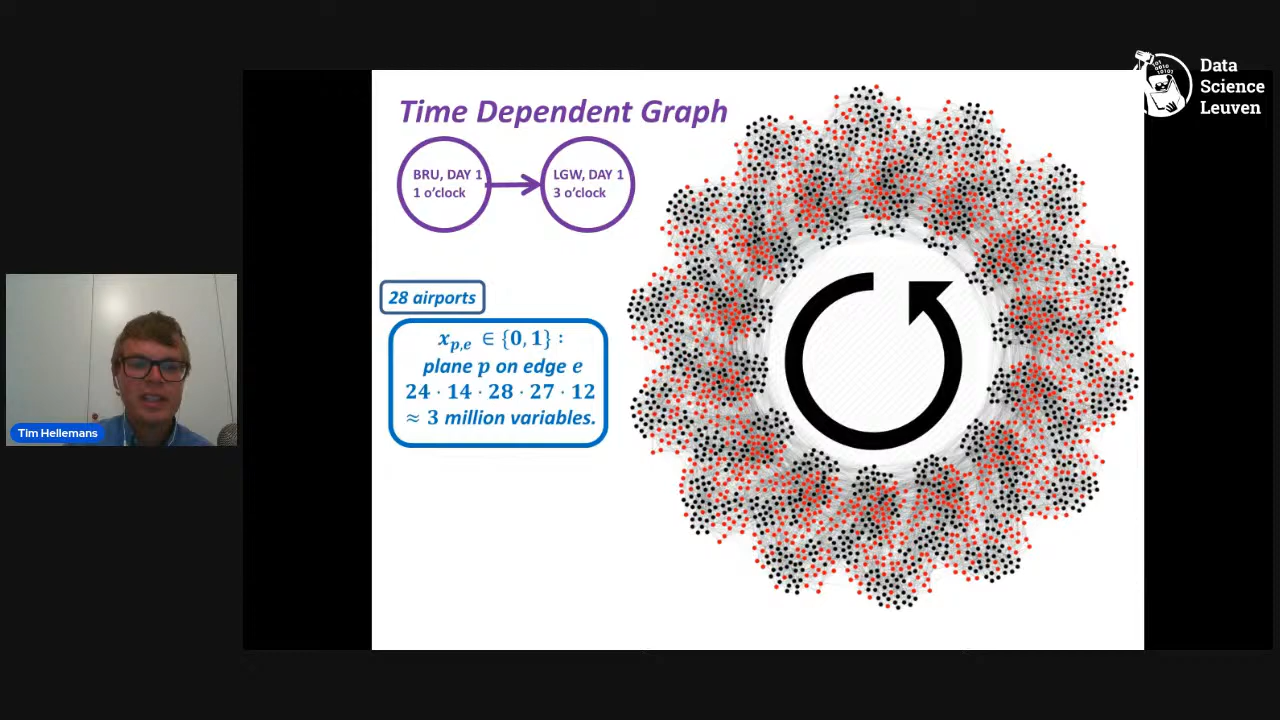 Data
Science
Leuven
Time Dependent Graph
BRU, DAY 1
1 o'clock
LGW, DAY 1
3 o'clock
28 airports
x_{p,e} ∈ {0, 1} :
plane p on edge e
24 · 14 · 28 · 27 · 12
≈ 3 million variables.
Tim Hellemans